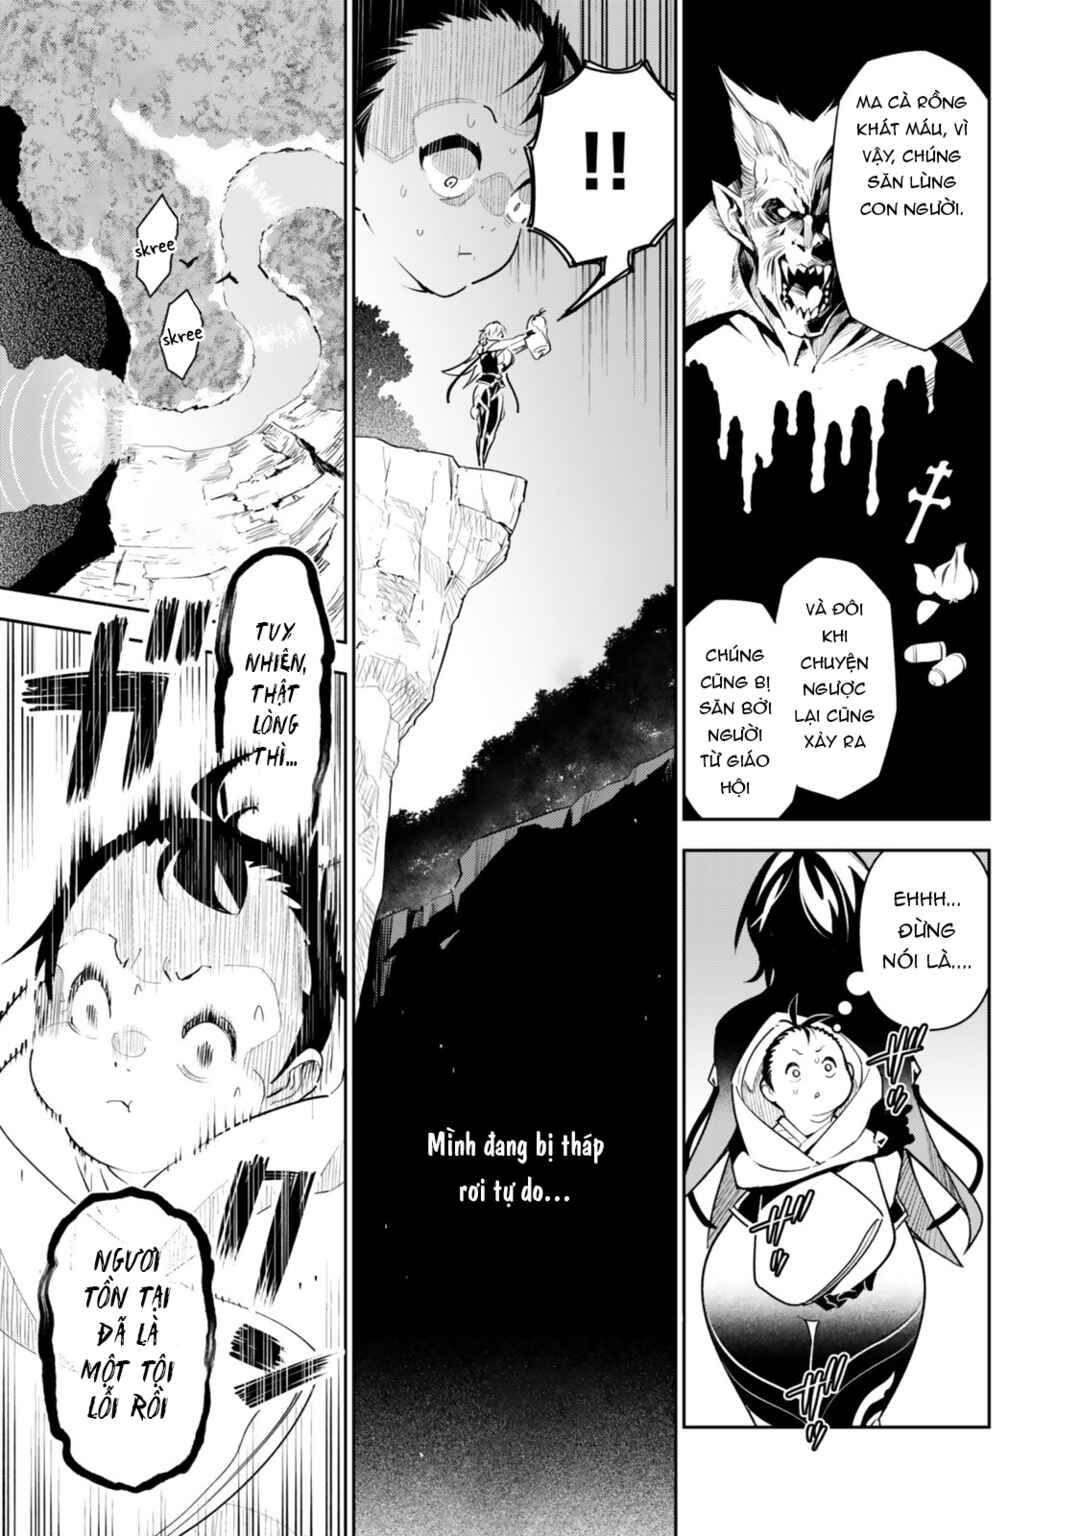 MA CÀ RỒNG
KHÁT MÁU, VÌ
VẬY, CHÚNG
SĂN LÙNG
CON NGƯỜI.
VÀ ĐÔI
KHI
CHUYỆN
NGƯỢC
LẠI CŨNG
XẢY RA
CHÚNG
CŨNG BỊ
SĂN BỞI
NGƯỜI
TỪ GIÁO
HỘI
EHHH...
ĐỪNG
NÓI LÀ....
!!
Mình đang bị tháp
rơi tự do...
skree
skree
TUY
NHIÊN,
THẬT
LÒNG
THÌ...
NGƯƠI
TỒN TẠI
ĐÃ LÀ
MỘT TỘI
LỖI RỒI